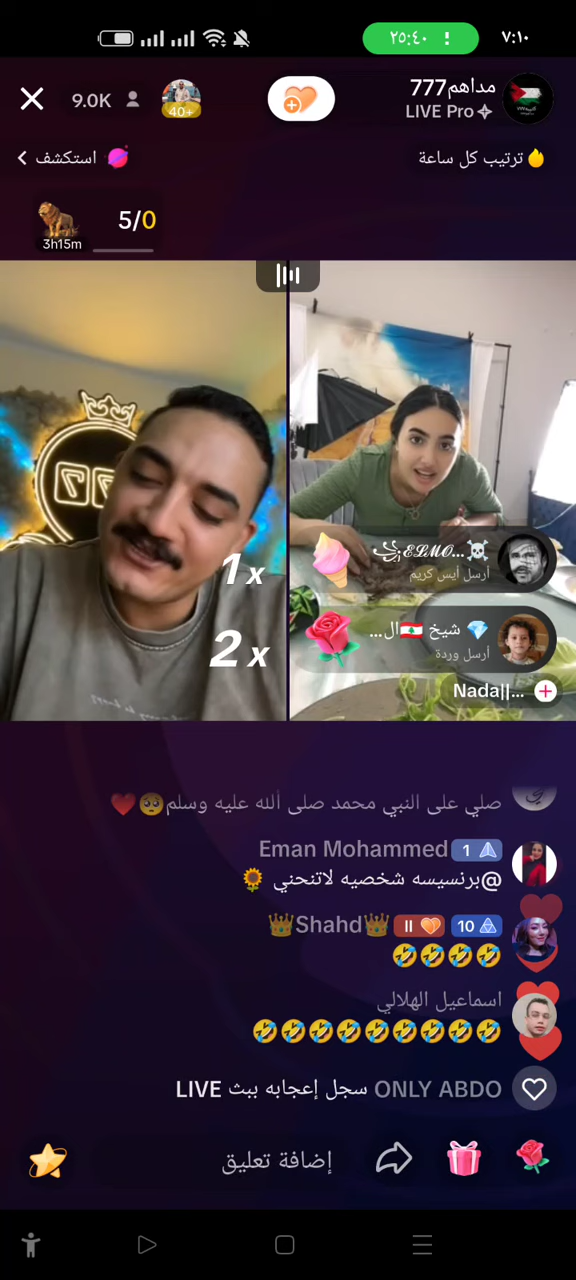 ٢٥:٤٠ ! ٧:١٠
مداهم777
LIVE Pro
9.0K
40+
ترتيب كل ساعة
استكشف
5/0
3h15m
1x
2x
ELMO...
أرسل أيس كريم
شيخ ال...
أرسل وردة
Nada||...
صلي على النبي محمد صلى الله عليه وسلم
Eman Mohammed 1
@برنسيسه شخصيه لاتنحني
Shahd II 10
اسماعيل الهلالي
ONLY ABDO سجل إعجابه ببث LIVE
إضافة تعليق